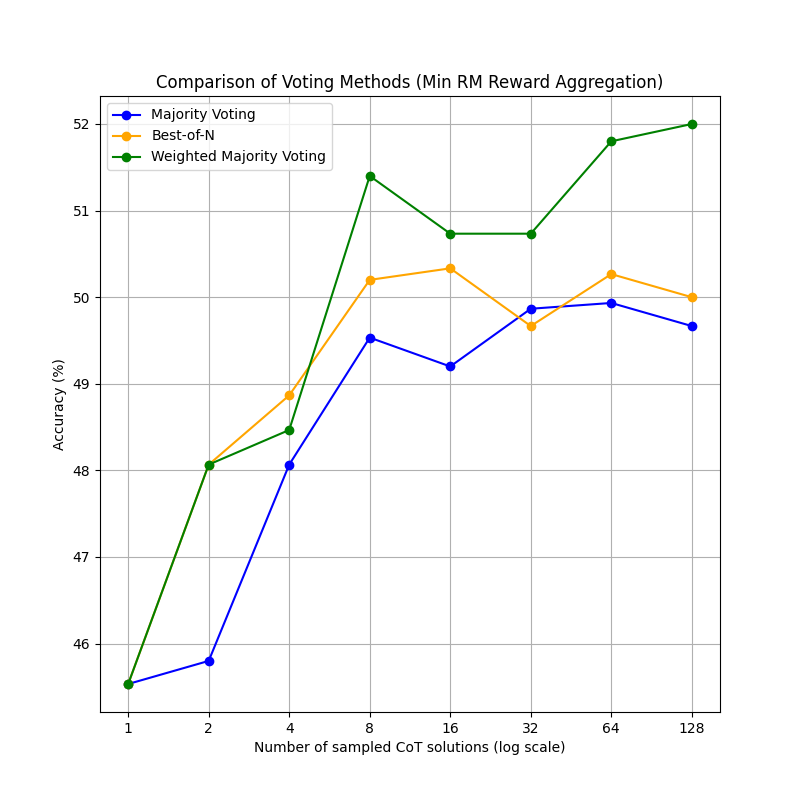 Comparison of Voting Methods (Min RM Reward Aggregation)
Majority Voting
Best-of-N
Weighted Majority Voting
52
51
50
49
48
47
46
Accuracy (%)
1 2 4 8 16 32 64 128
Number of sampled CoT solutions (log scale)